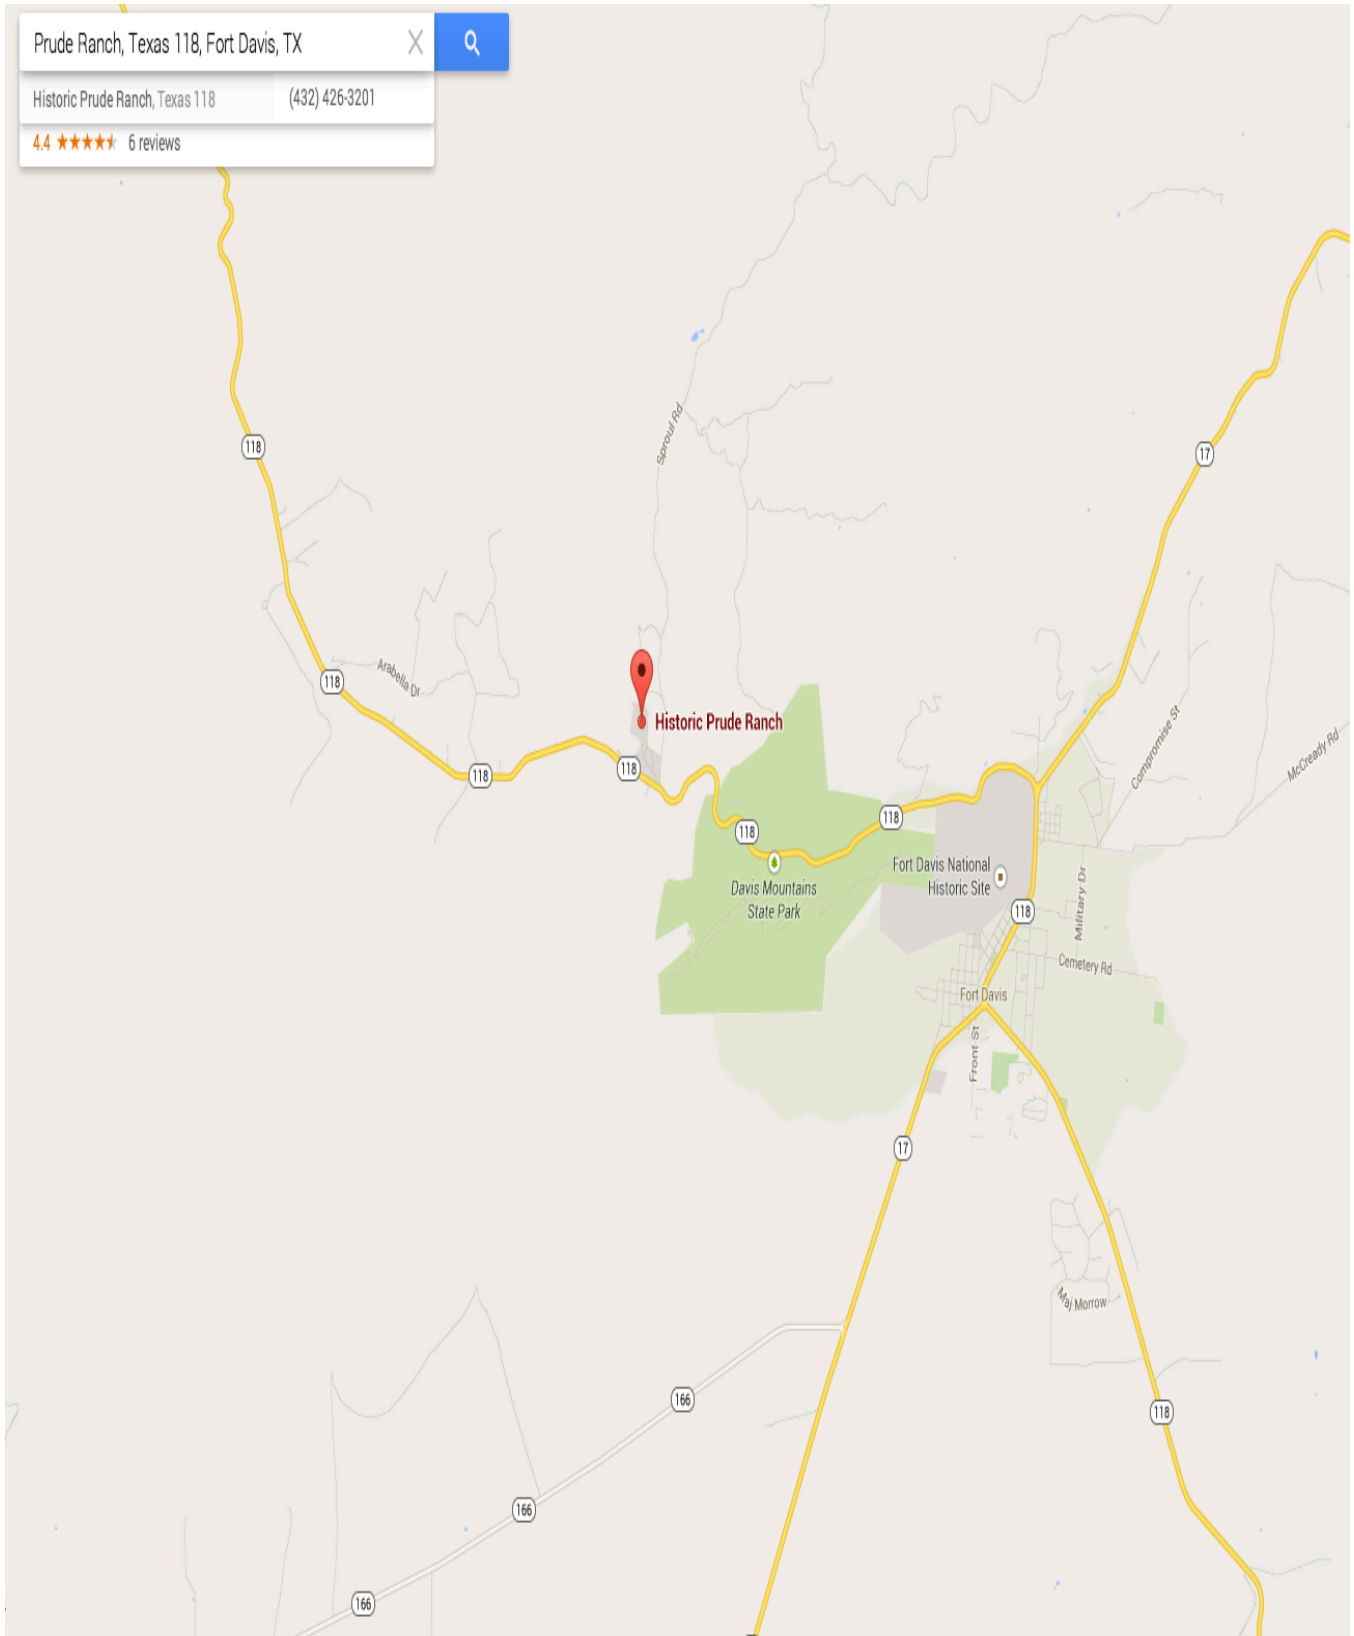 Prude Ranch, Texas 118, Fort Davis, TX
Historic Prude Ranch, Texas 118
(432) 426-3201
4.4 6 reviews
118
17
Sproul Rd
118
Arabella Dr
Historic Prude Ranch
118
118
Compromise St
McCready Rd
118
118
Davis Mountains
State Park
Fort Davis National
Historic Site
Military Dr
118
Cemetery Rd
Fort Davis
Front St
17
Maj Morrow
166
118
166
166